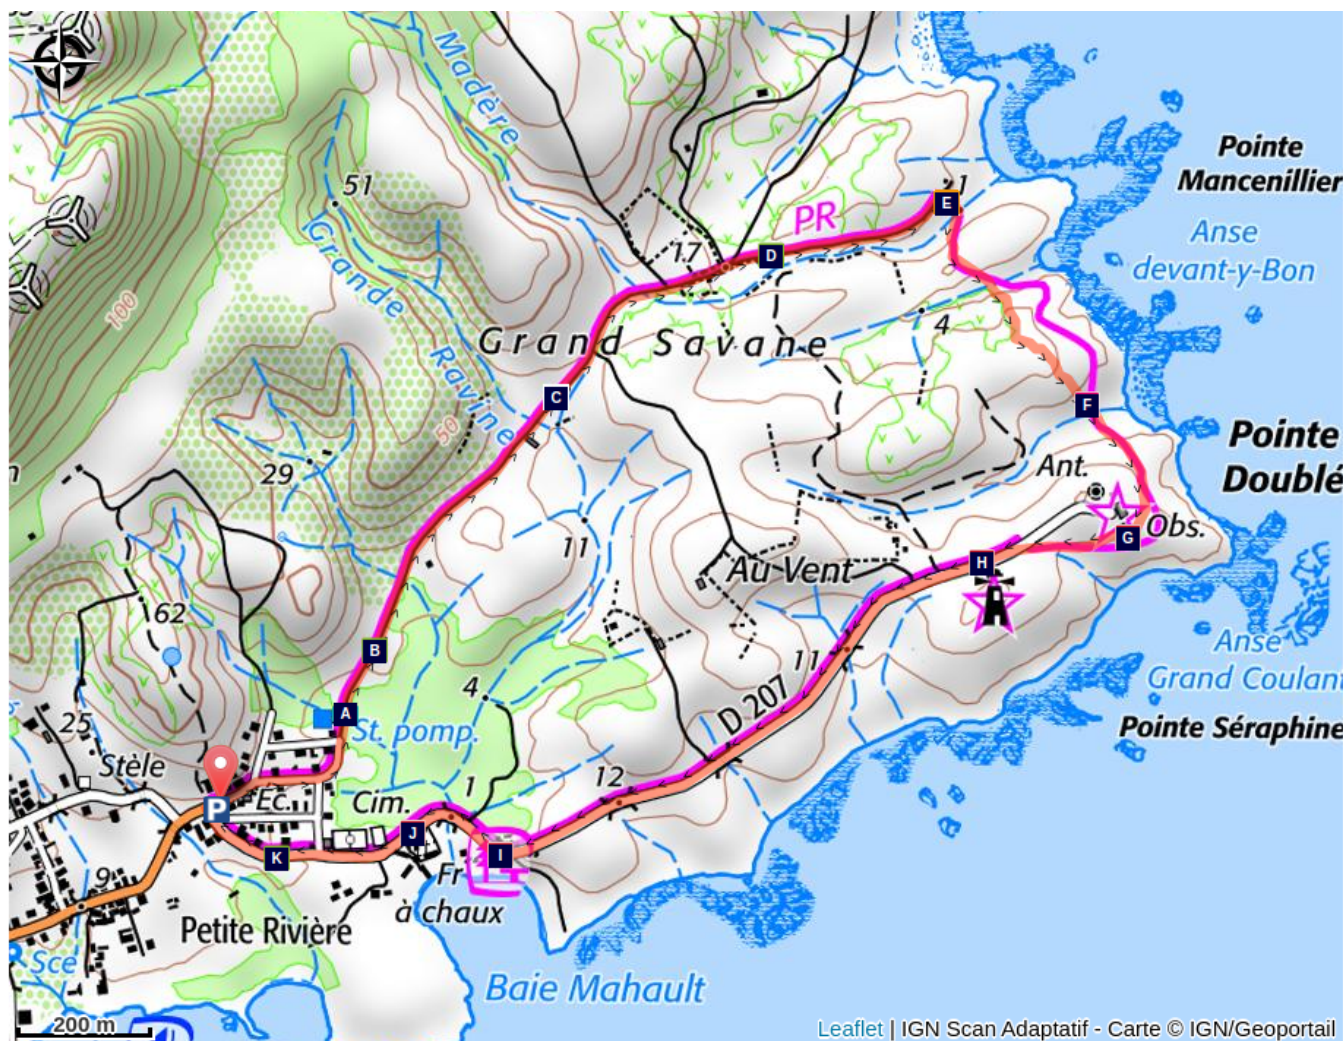 Madère
Pointe
Mancenillier
Anse
devant-y-Bon
51
Grande
Ravine
PR
E
1
17
D
100
Grand Savane
4
C
50
F
Pointe
Doublé
29
Ant.
Obs.
G
11
Au Vent
H
62
B
11
Anse
Grand Coulant
Pointe Séraphine
4
A
St. pomp.
D 207
25
Stèle
12
1
P
Ec.
Cim.
J
K
I
9
Fr
à chaux
Petite Rivière
Sce
Baie Mahault
200 m
Leaflet | IGN Scan Adaptatif - Carte © IGN/Geoportail